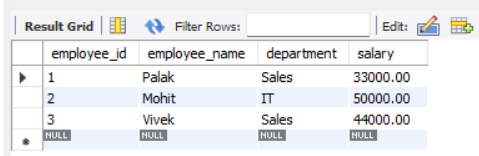 Result Grid Filter Rows: Edit:
employee_id employee_name department salary
1 Palak Sales 33000.00
2 Mohit IT 50000.00
3 Vivek Sales 44000.00
NULL NULL NULL NULL